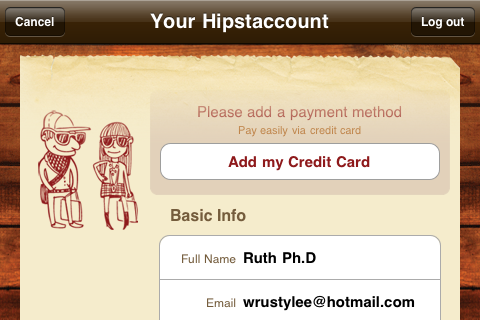 Cancel
Your Hipstaccount
Log out
Please add a payment method
Pay easily via credit card
Add my Credit Card
Basic Info
Full Name Ruth Ph.D
Email wrustylee@hotmail.com